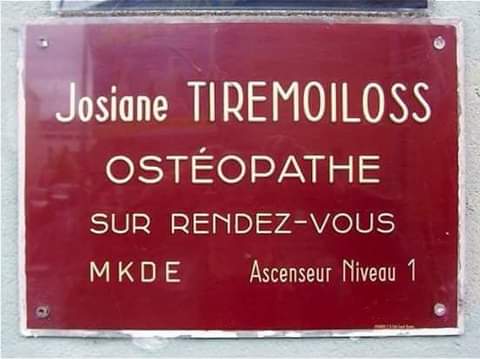 Josiane TIREMOILOSS
OSTÉOPATHE
SUR RENDEZ-VOUS
MKDE Ascenseur Niveau 1